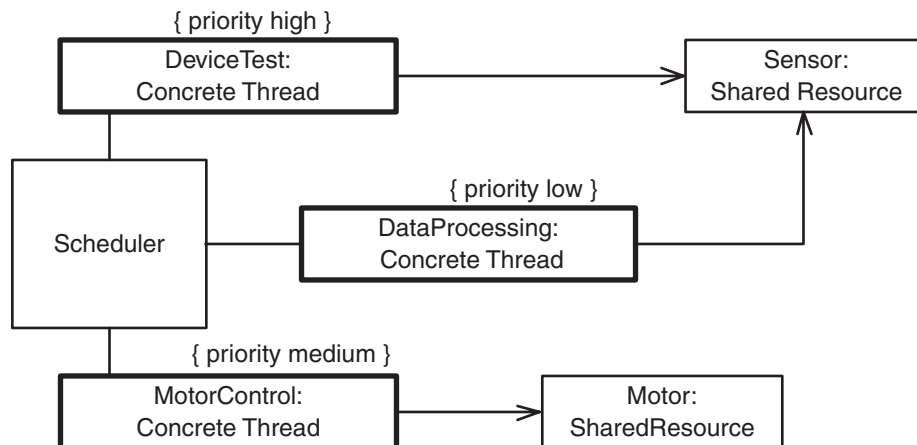 { priority high }
DeviceTest:
Concrete Thread
Sensor:
Shared Resource
{ priority low }
Scheduler
DataProcessing:
Concrete Thread
{ priority medium }
MotorControl:
Concrete Thread
Motor:
SharedResource